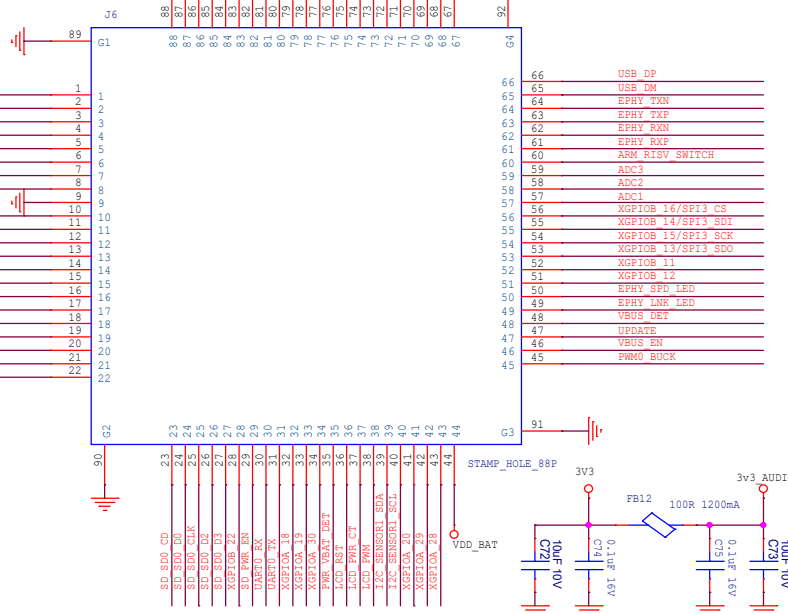 J6
88 87 86 85 84 83 82 81 80 79 78 77 76 75 74 73 72 71 70 69 68 67
92
88 87 86 85 84 83 82 81 80 79 78 77 76 75 74 73 72 71 70 69 68 67
G4
89 G1
1 1
2 2
3 3
4 4
5 5
6 6
7 7
8 8
9 9
10 10
11 11
12 12
13 13
14 14
15 15
16 16
17 17
18 18
19 19
20 20
21 21
22 22
66 66 USB_DP
65 65 USB_DM
64 64 EPHY_TXN
63 63 EPHY_TXP
62 62 EPHY_RXN
61 61 EPHY_RXP
60 60 ARM_RISV_SWITCH
59 59 ADC3
58 58 ADC2
57 57 ADC1
56 56 XGPIOB_16/SPI3_CS
55 55 XGPIOB_14/SPI3_SDI
54 54 XGPIOB_15/SPI3_SCK
53 53 XGPIOB_13/SPI3_SDO
52 52 XGPIOB_11
51 51 XGPIOB_12
50 50 EPHY_SPD_LED
49 49 EPHY_LNK_LED
48 48 VBUS_DET
47 47 UPDATE
46 46 VBUS_EN
45 45 PWM0_BUCK
G3 91
G2
90
23 24 25 26 27 28 29 30 31 32 33 34 35 36 37 38 39 40 41 42 43 44
23 24 25 26 27 28 29 30 31 32 33 34 35 36 37 38 39 40 41 42 43 44
STAMP_HOLE_88P
SD_SD0_CD
SD_SD0_D0
SD_SD0_CLK
SD_SD0_D2
SD_SD0_D3
XGPIOB_22
SD_PWR_EN
UART0_RX
UART0_TX
XGPIOA_18
XGPIOA_19
XGPIOA_30
PWR_VBAT_DET
LCD_RST
LCD_PWR_CT
LCD_PWM
I2C_SENSOR1_SDA
I2C_SENSOR1_SCL
XGPIOA_20
XGPIOA_29
XGPIOA_28
VDD_BAT
3V3
3v3_AUDI
FB12
100R 1200mA
C72
10uF 10V
C74
0.1uF 16V
C75
0.1uF 16V
C73